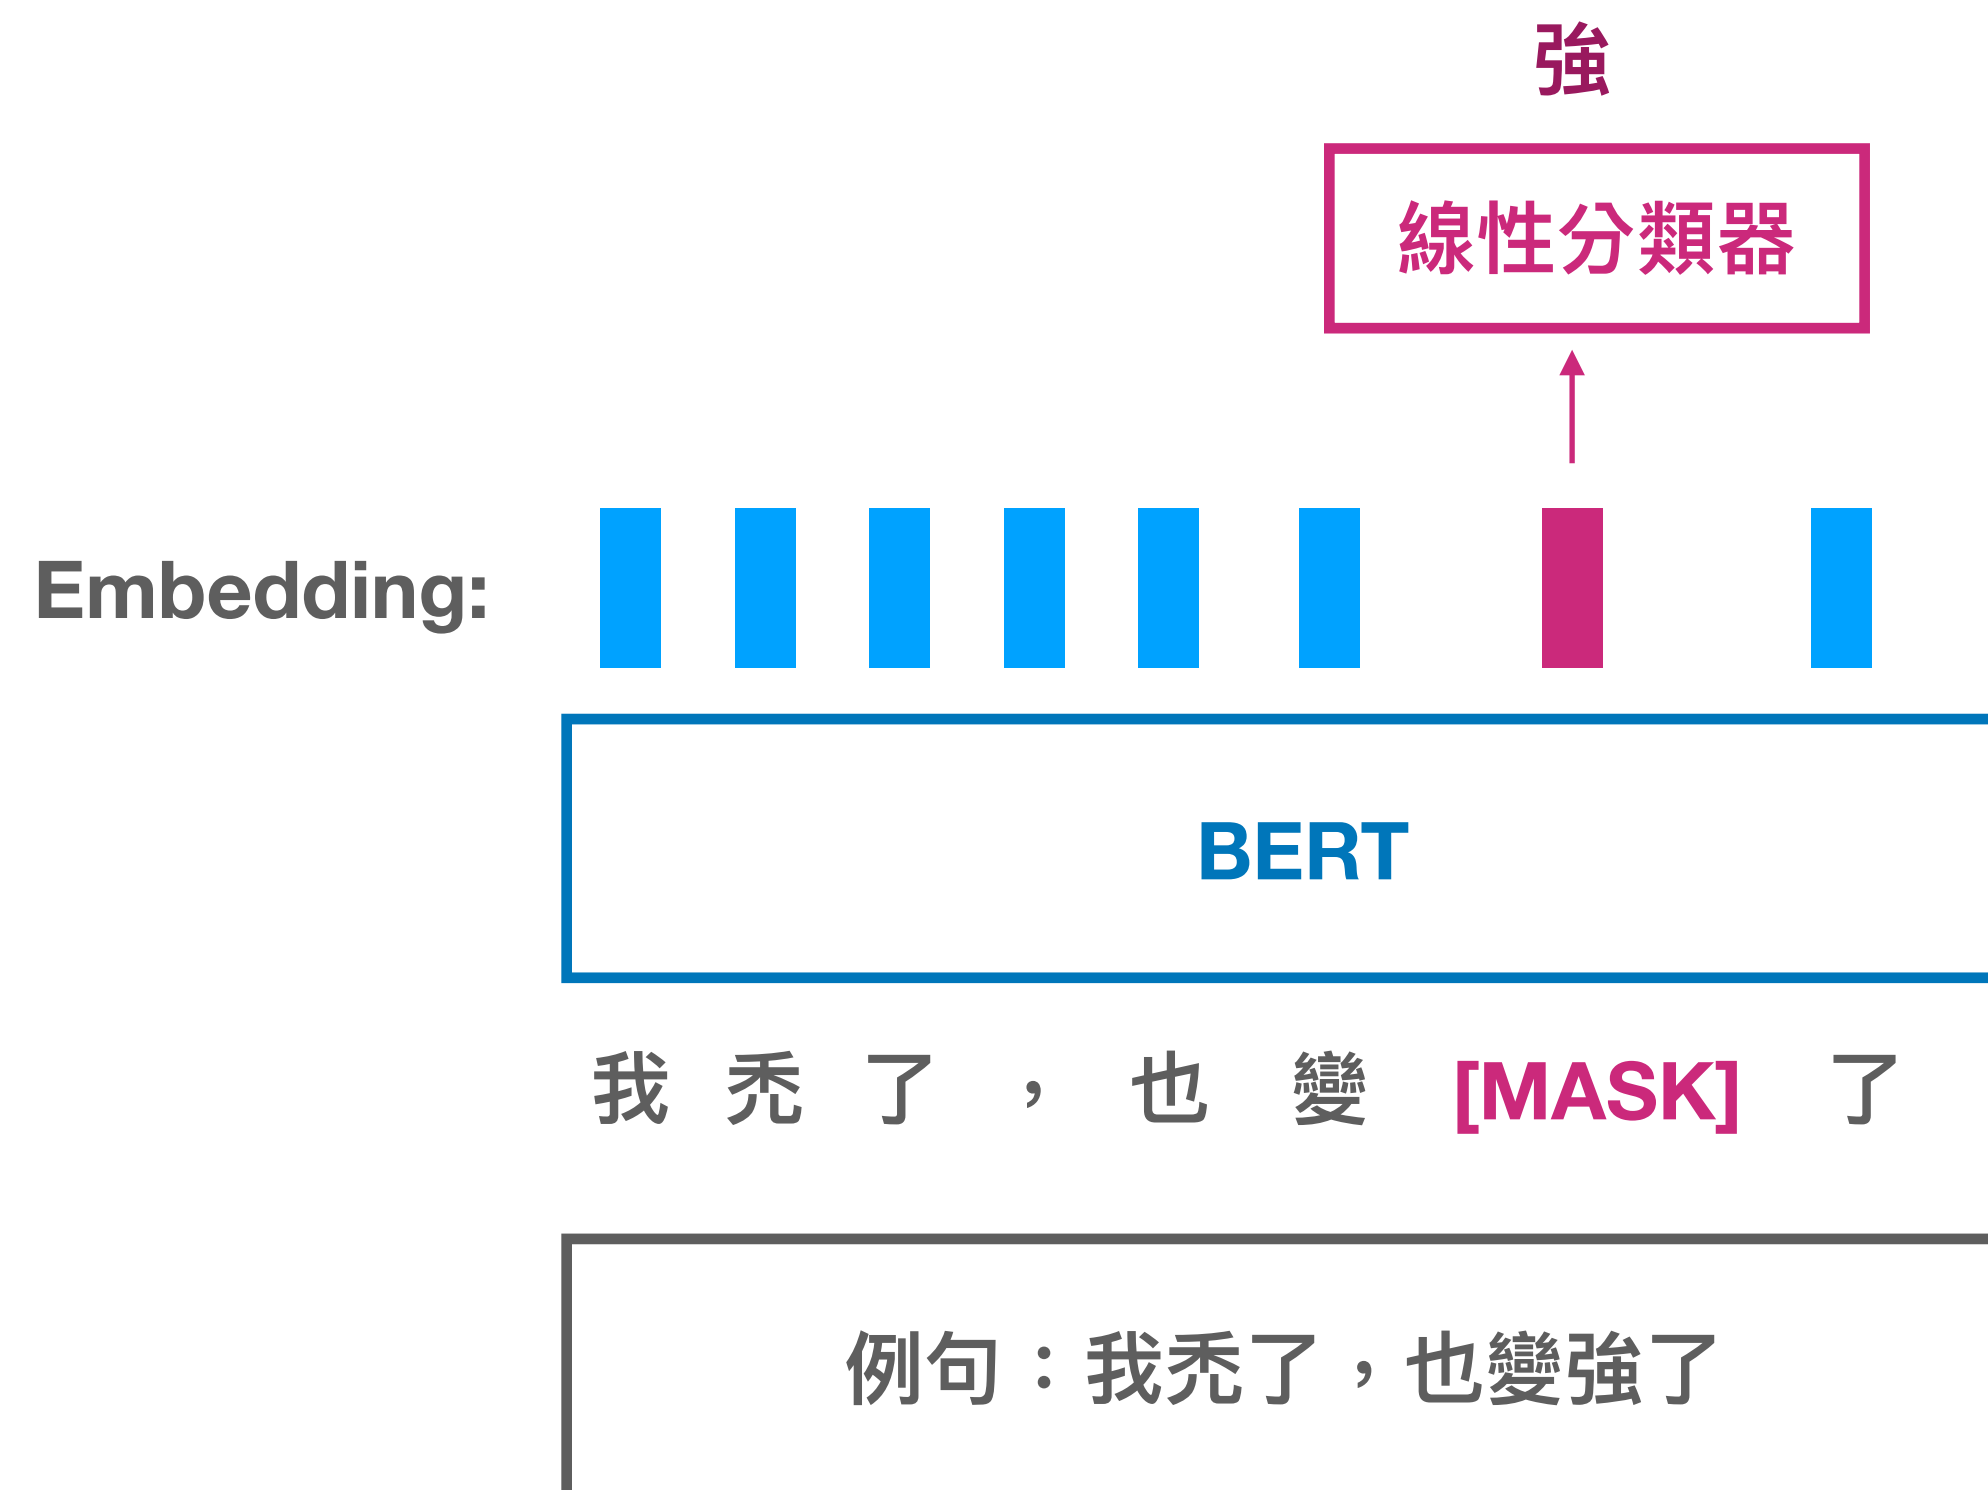 強
線性分類器
Embedding:
BERT
我 禿 了 ， 也 變 [MASK] 了
例句：我禿了，也變強了